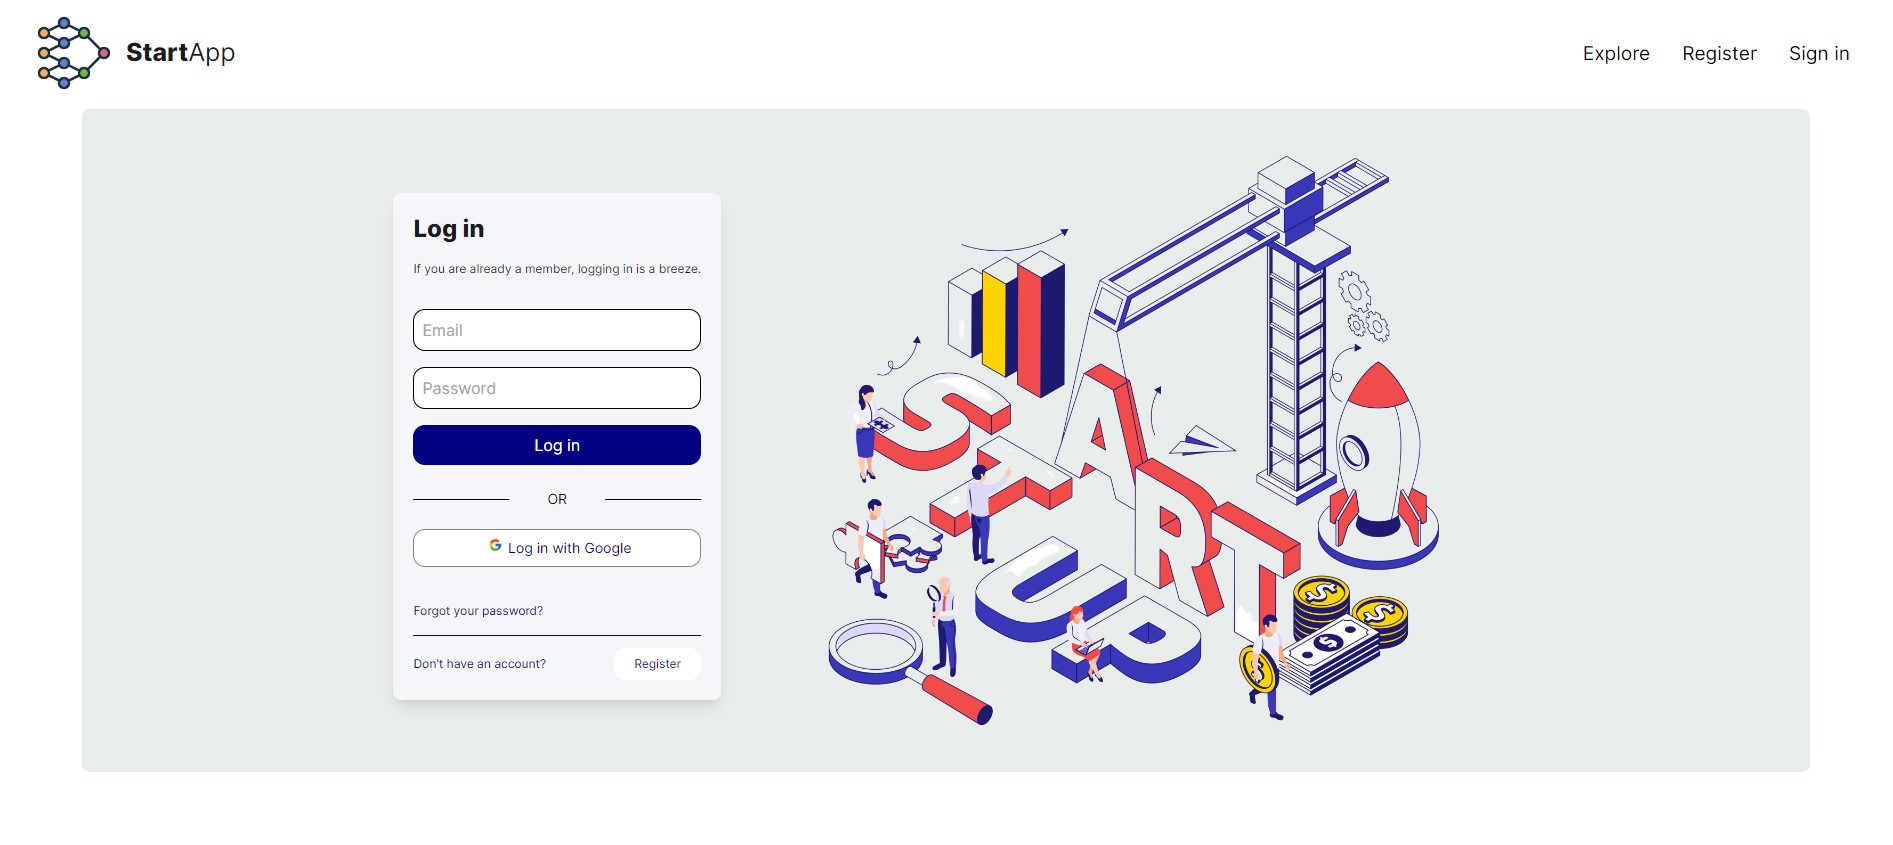 StartApp
Explore
Register
Sign in
Log in
If you are already a member, logging in is a breeze.
Email
Password
Log in
OR
Log in with Google
Forgot your password?
Don't have an account?
Register
START
UP